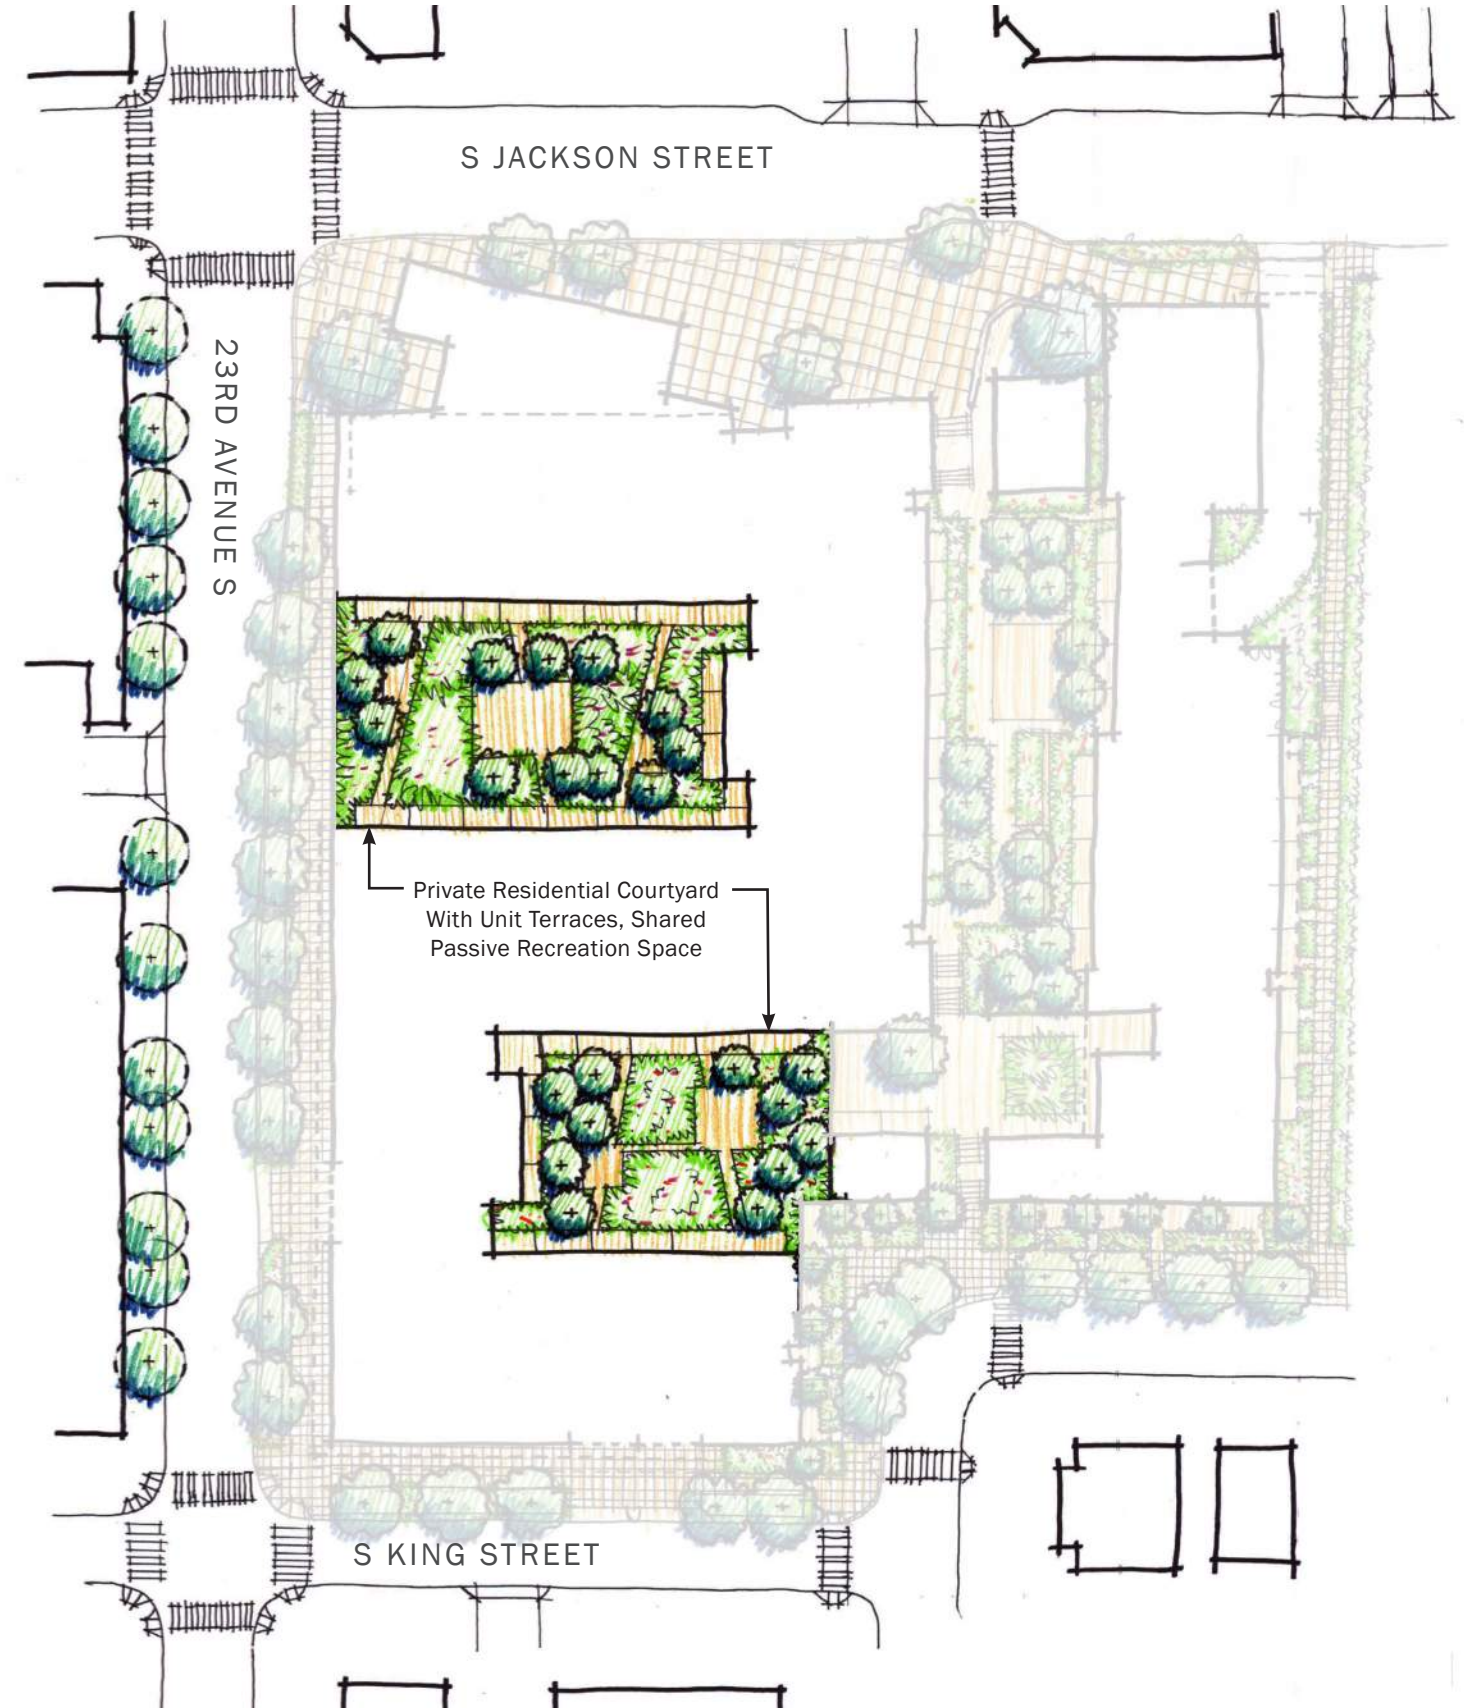 S JACKSON STREET
23RD AVENUE S
Private Residential Courtyard
With Unit Terraces, Shared
Passive Recreation Space
S KING STREET